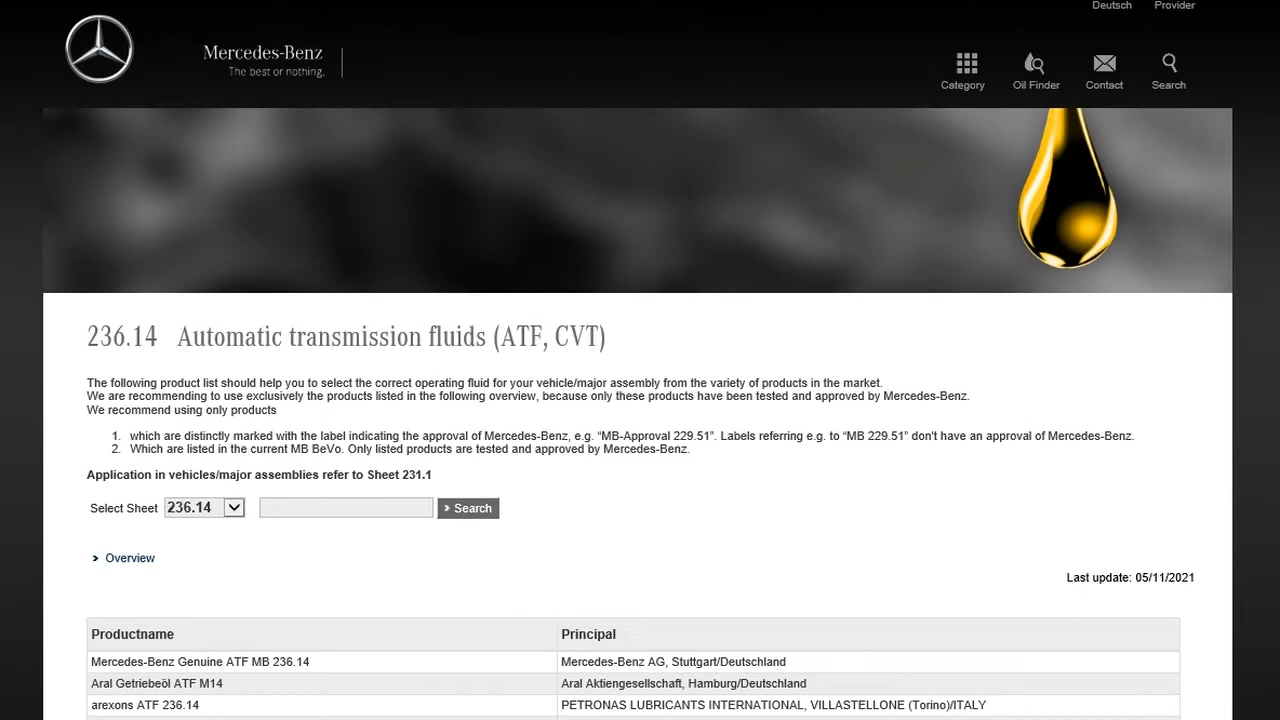 Deutsch Provider
Mercedes-Benz
The best or nothing.
Category Oil Finder Contact Search
236.14 Automatic transmission fluids (ATF, CVT)
The following product list should help you to select the correct operating fluid for your vehicle/major assembly from the variety of products in the market.
We are recommending to use exclusively the products listed in the following overview, because only these products have been tested and approved by Mercedes-Benz.
We recommend using only products
1. which are distinctly marked with the label indicating the approval of Mercedes-Benz, e.g. “MB-Approval 229.51”. Labels referring e.g. to “MB 229.51” don't have an approval of Mercedes-Benz.
2. Which are listed in the current MB BeVo. Only listed products are tested and approved by Mercedes-Benz.
Application in vehicles/major assemblies refer to Sheet 231.1
Select Sheet 236.14 Search
Overview
Last update: 05/11/2021
Productname Principal
Mercedes-Benz Genuine ATF MB 236.14 Mercedes-Benz AG, Stuttgart/Deutschland
Aral Getriebeöl ATF M14 Aral Aktiengesellschaft, Hamburg/Deutschland
arexons ATF 236.14 PETRONAS LUBRICANTS INTERNATIONAL, VILLASTELLONE (Torino)/ITALY